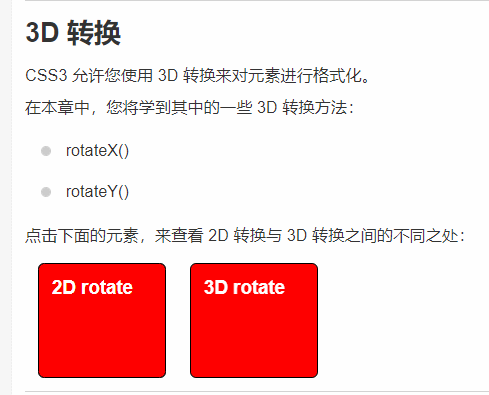 3D 转换
CSS3 允许您使用 3D 转换来对元素进行格式化。
在本章中，您将学到其中的一些 3D 转换方法：
rotateX()
rotateY()
点击下面的元素，来查看 2D 转换与 3D 转换之间的不同之处：
2D rotate
3D rotate